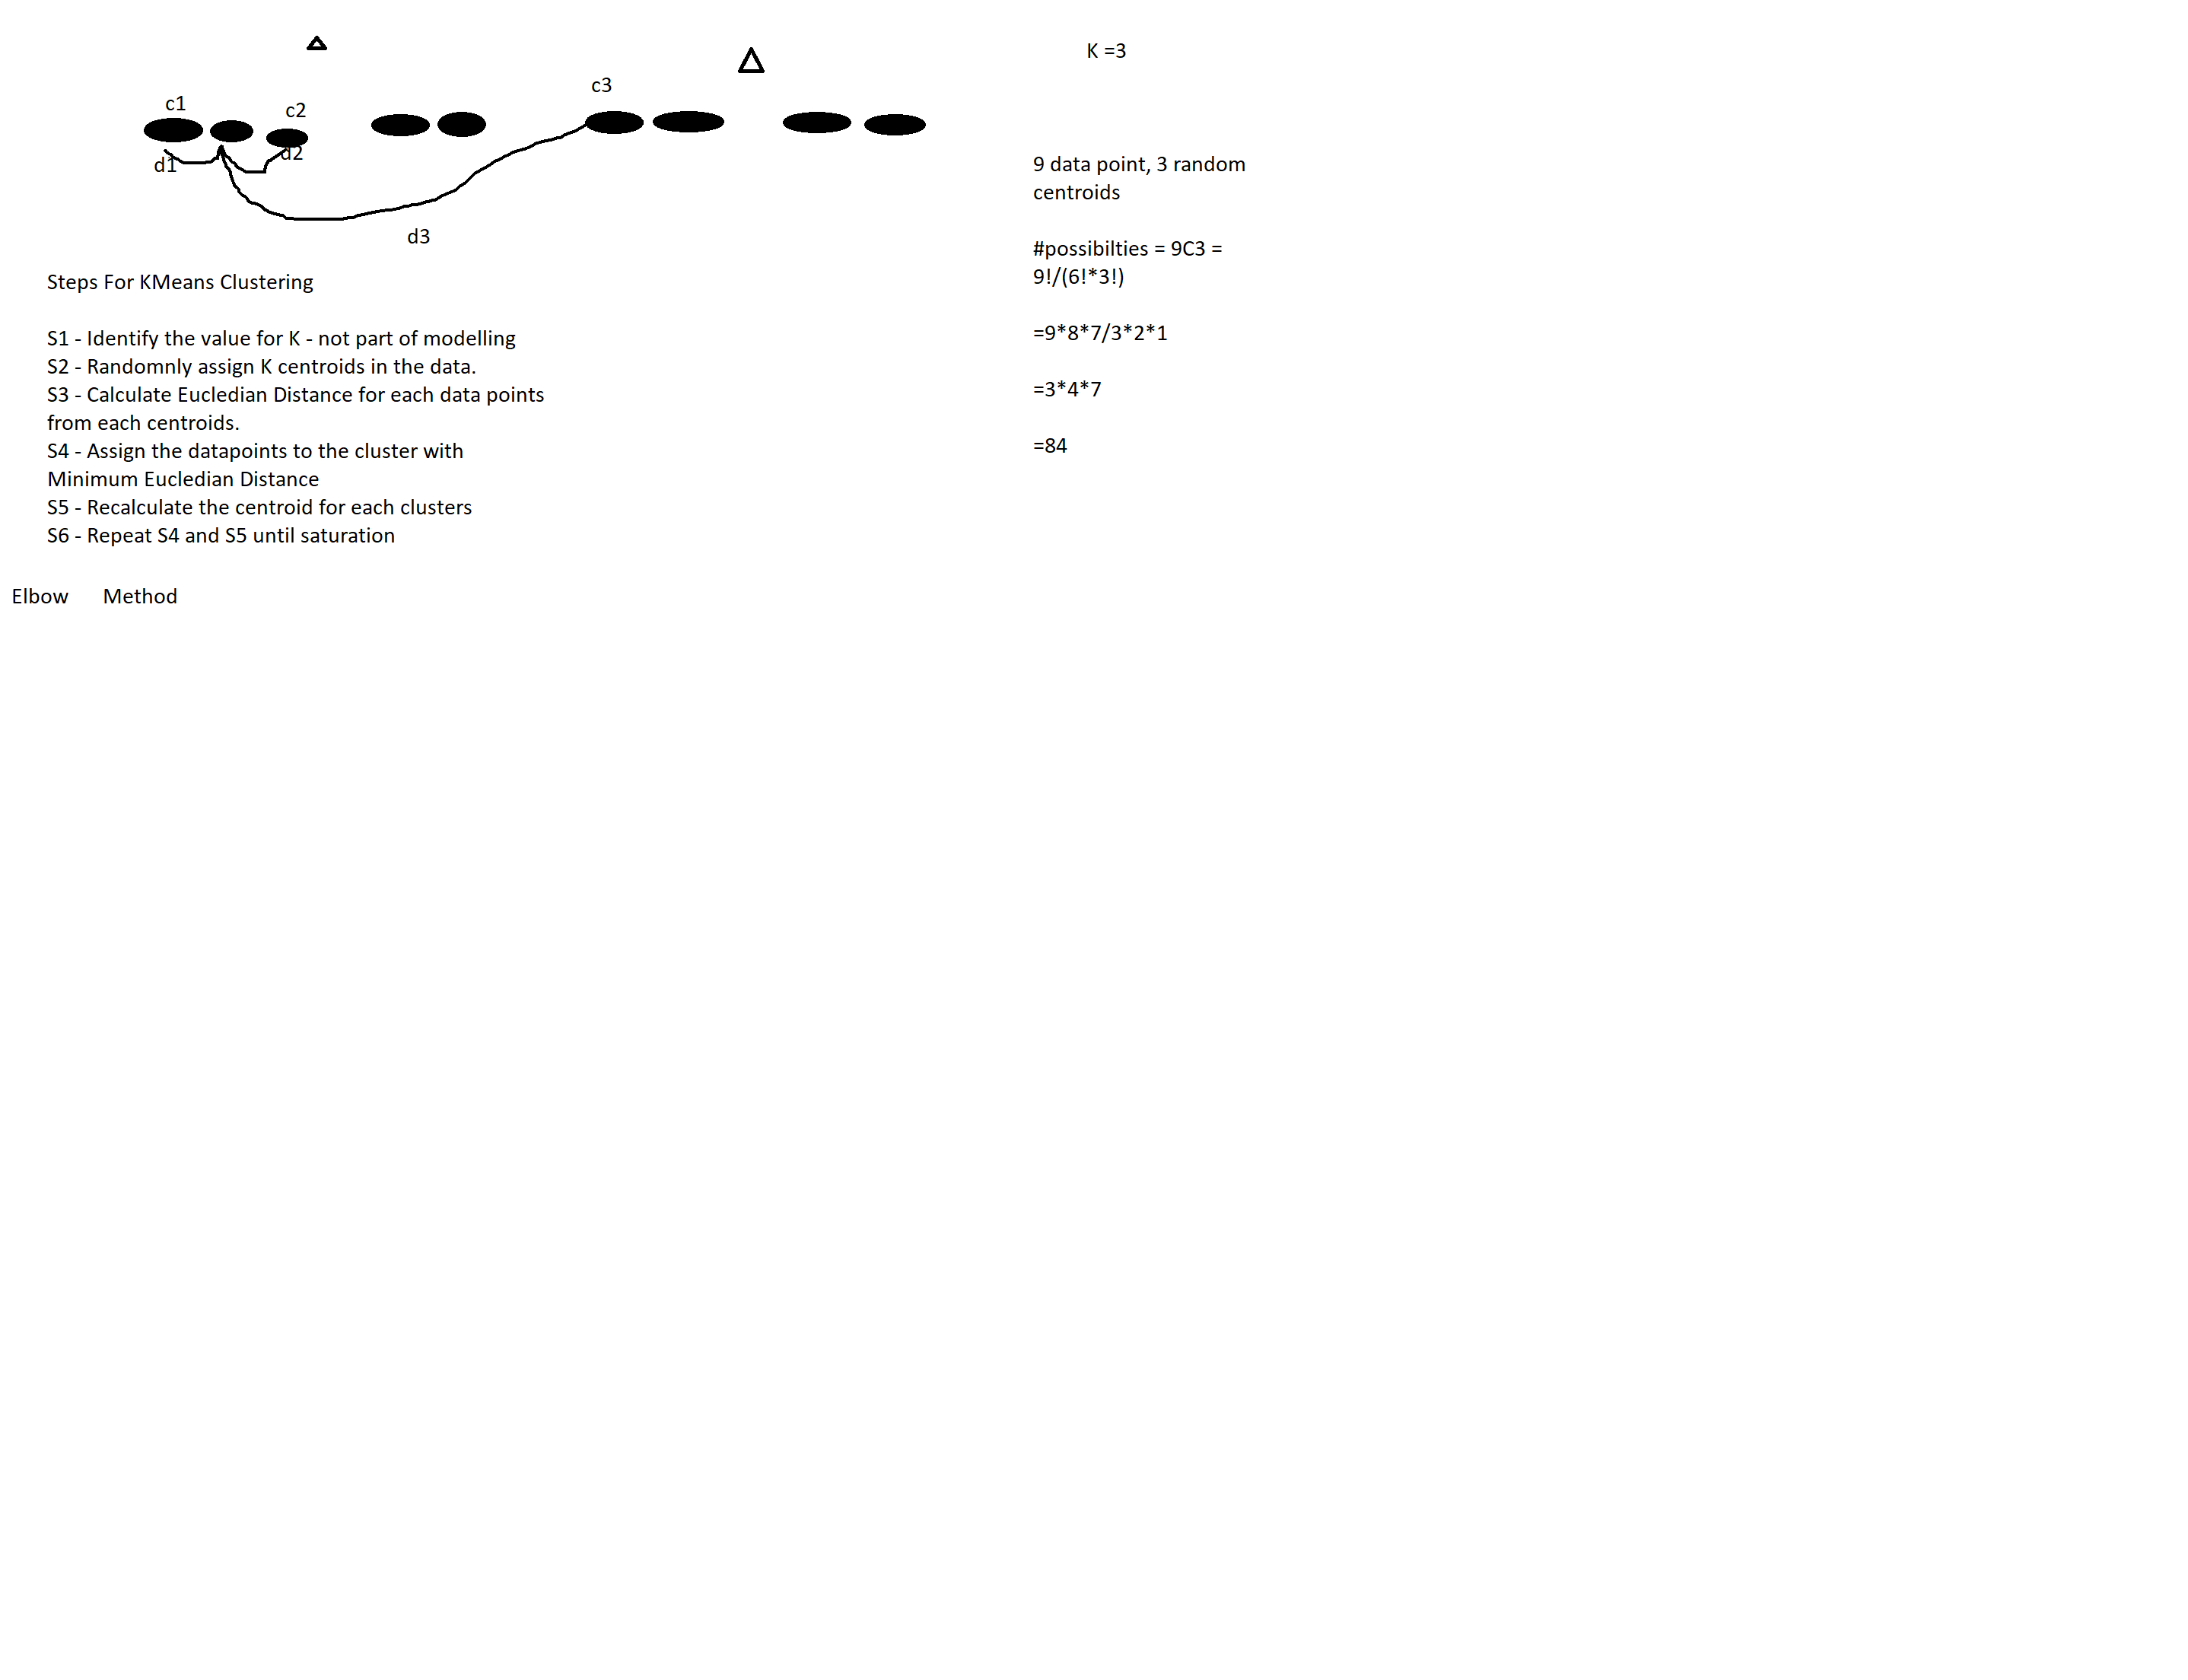 K =3
c3
c1
c2
d2
d1
d3
9 data point, 3 random
centroids
#possibilties = 9C3 =
9!/(6!*3!)
=9*8*7/3*2*1
=3*4*7
=84
Steps For KMeans Clustering
S1 - Identify the value for K - not part of modelling
S2 - Randomnly assign K centroids in the data.
S3 - Calculate Eucledian Distance for each data points
from each centroids.
S4 - Assign the datapoints to the cluster with
Minimum Eucledian Distance
S5 - Recalculate the centroid for each clusters
S6 - Repeat S4 and S5 until saturation
Elbow Method